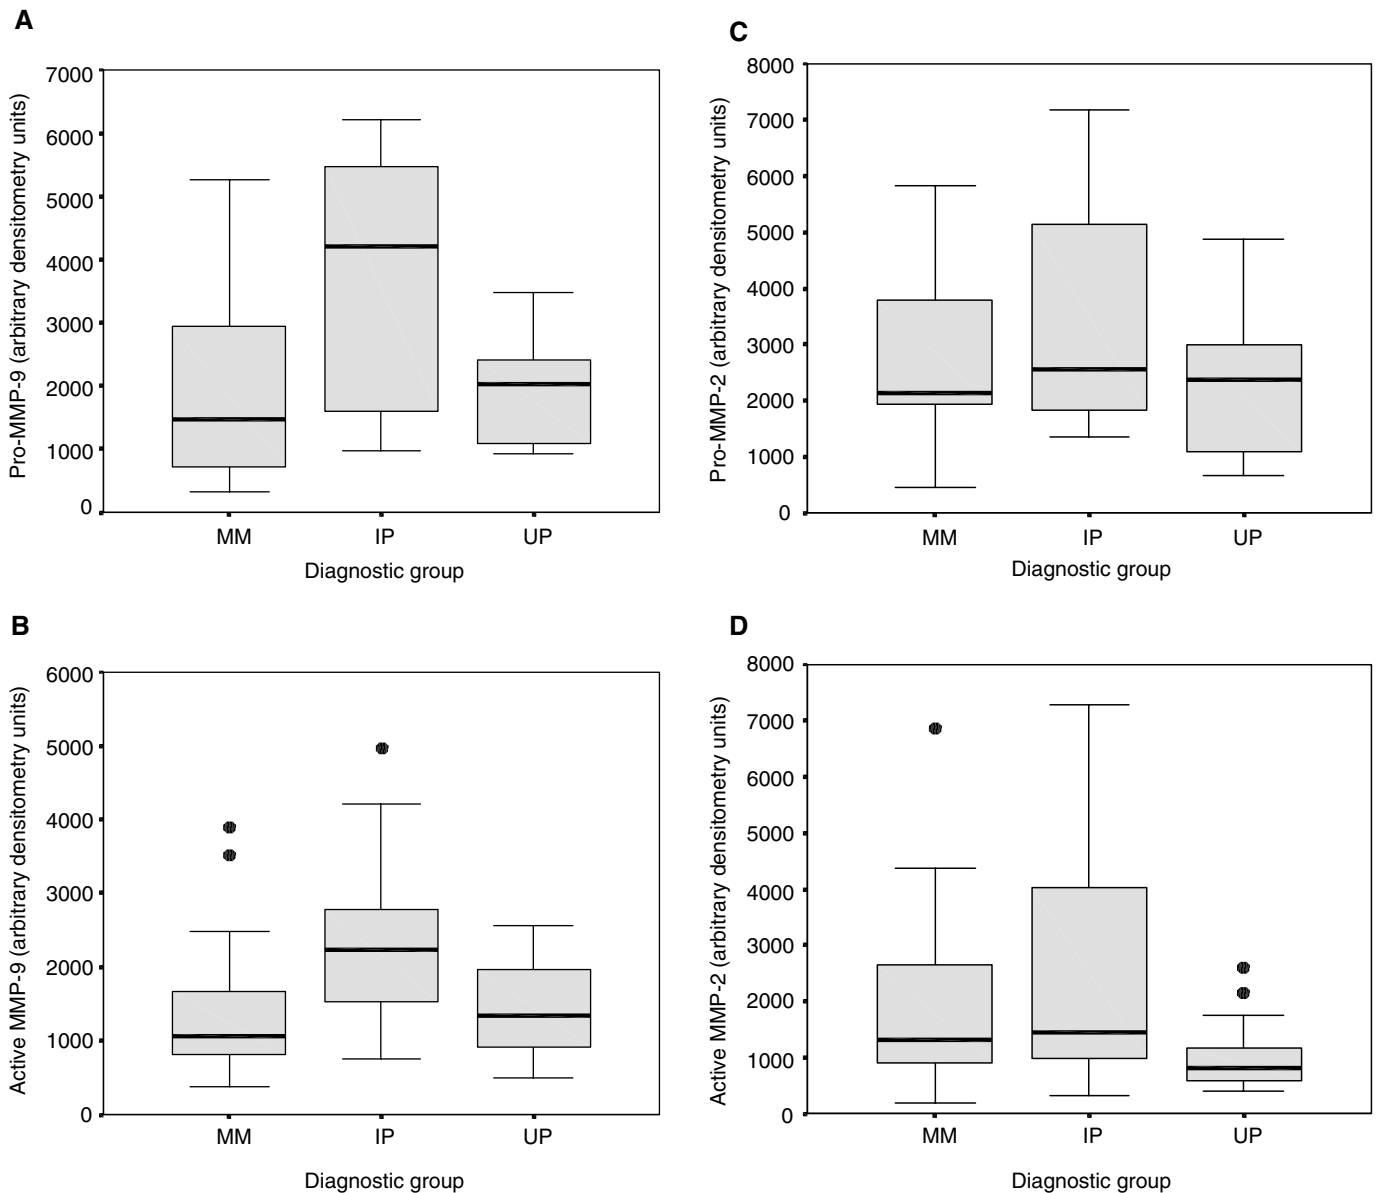 A
Pro-MMP-9 (arbitrary densitometry units)
7000
6000
5000
4000
3000
2000
1000
0
MM IP UP
Diagnostic group
C
Pro-MMP-2 (arbitrary densitometry units)
8000
7000
6000
5000
4000
3000
2000
1000
0
MM IP UP
Diagnostic group
B
Active MMP-9 (arbitrary densitometry units)
6000
5000
4000
3000
2000
1000
0
MM IP UP
Diagnostic group
D
Active MMP-2 (arbitrary densitometry units)
8000
7000
6000
5000
4000
3000
2000
1000
0
MM IP UP
Diagnostic group